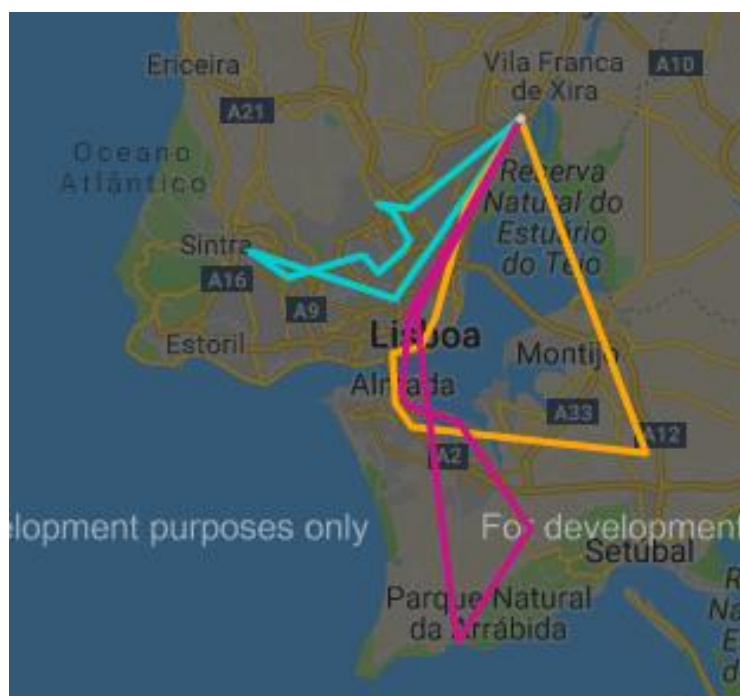 Vila Franca
de Xira
Ericeira
A10
A21
Oceano
Atlântico
Reserva
Natural do
Estuário
do Tejo
Sintra
A16
A9
Lisboa
Estoril
Montijo
Almada
A33
A12
A2
elopment purposes only
For development
Setúbal
Parque Natural
da Arrábida
R
Na
E
d